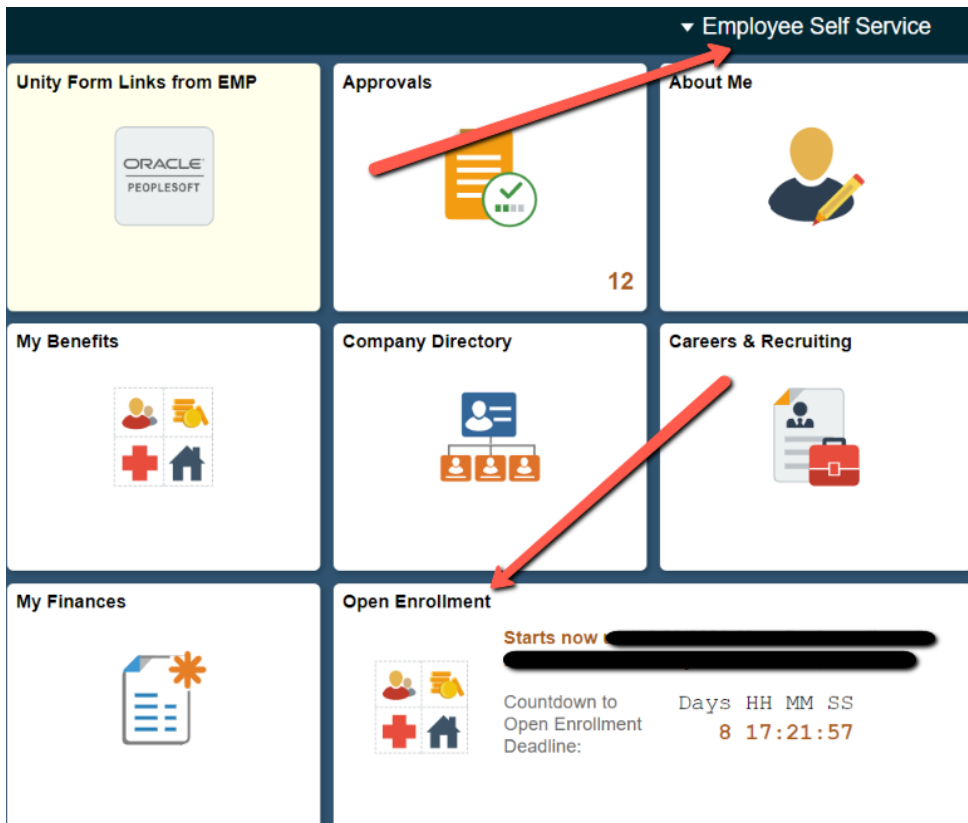 Employee Self Service
Unity Form Links from EMP
Approvals
About Me
ORACLE
PEOPLESOFT
12
My Benefits
Company Directory
Careers & Recruiting
My Finances
Open Enrollment
Starts now
Countdown to
Open Enrollment
Deadline:
Days HH MM SS
8 17:21:57